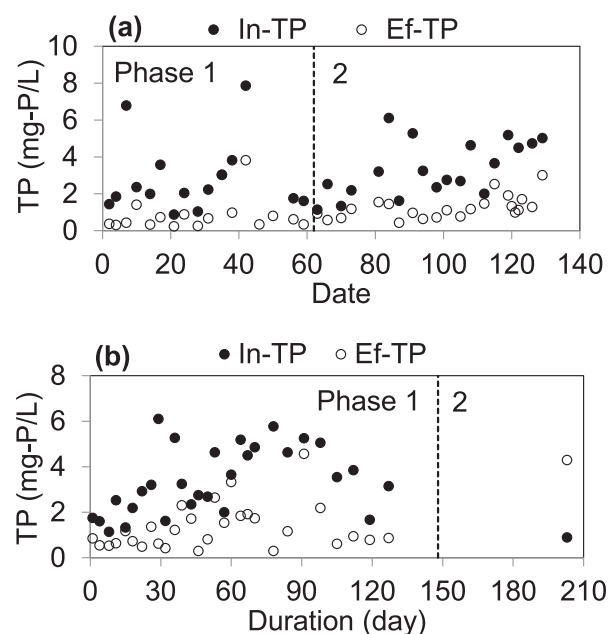 (a) ● In-TP ○ Ef-TP
10
8
6
4
2
0
TP (mg-P/L)
Phase 1 2
0 20 40 60 80 100 120 140
Date
(b) ● In-TP ○ Ef-TP
8
6
4
2
0
TP (mg-P/L)
Phase 1 2
0 30 60 90 120 150 180 210
Duration (day)